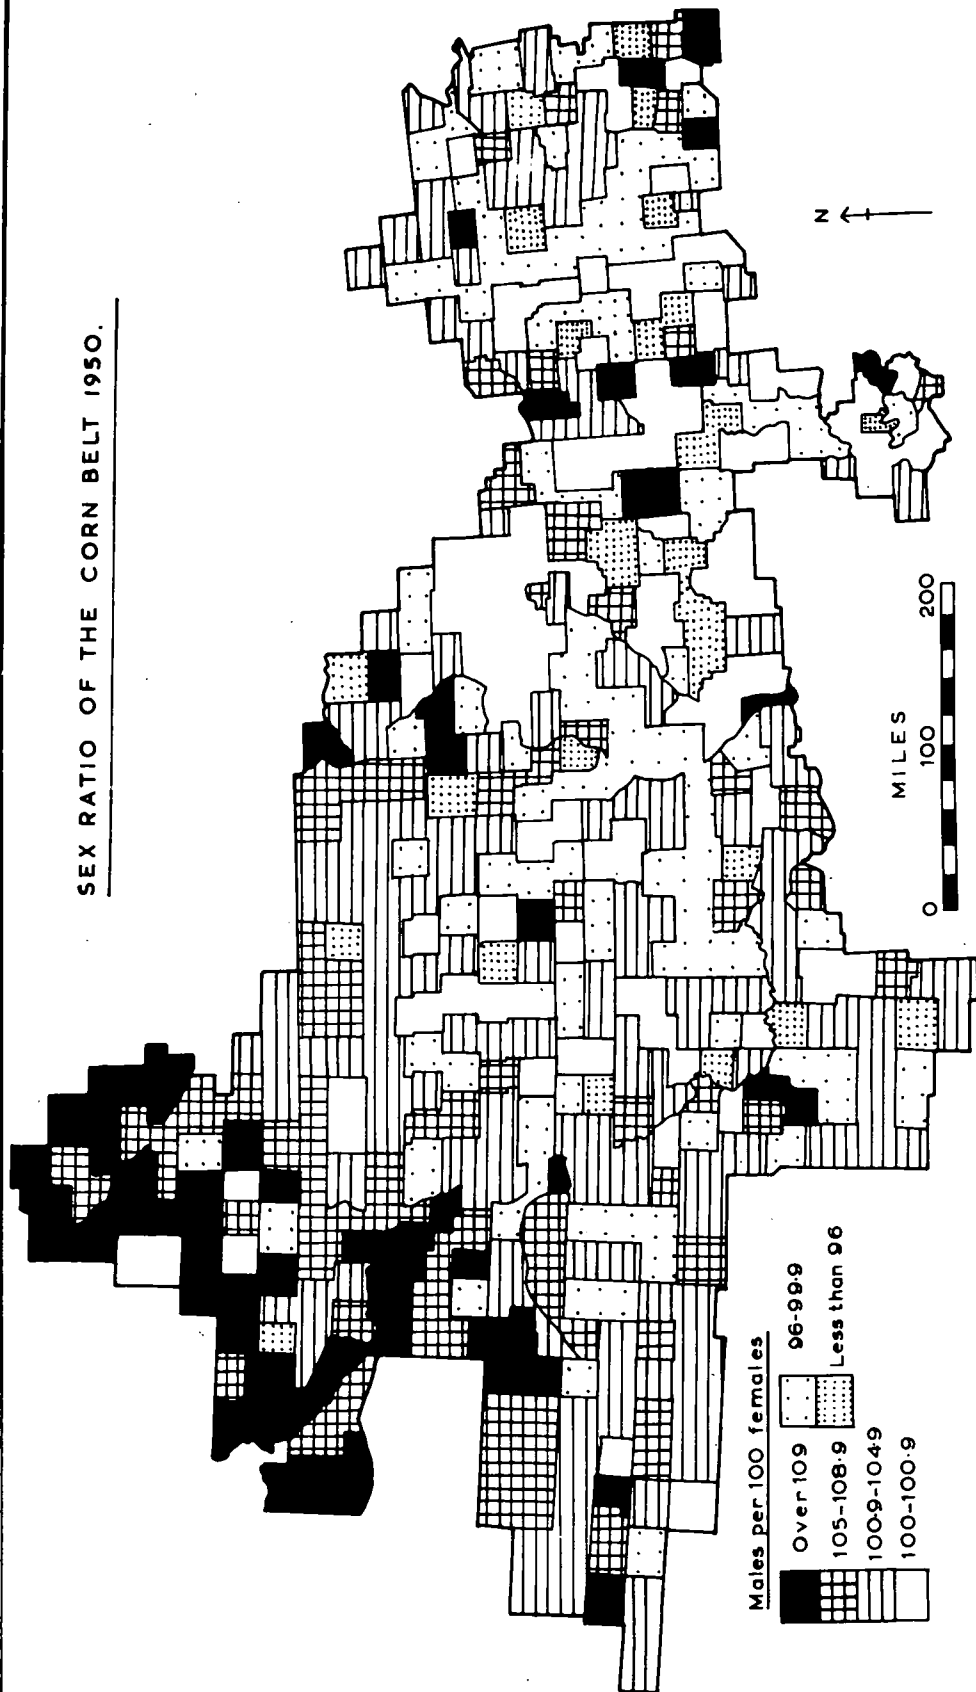 SEX RATIO OF THE CORN BELT 1950.
N
Males per 100 females
Over 109
105-108·9
100·9-104·9
100-100·9
96-99·9
Less than 96
0 100 200
MILES